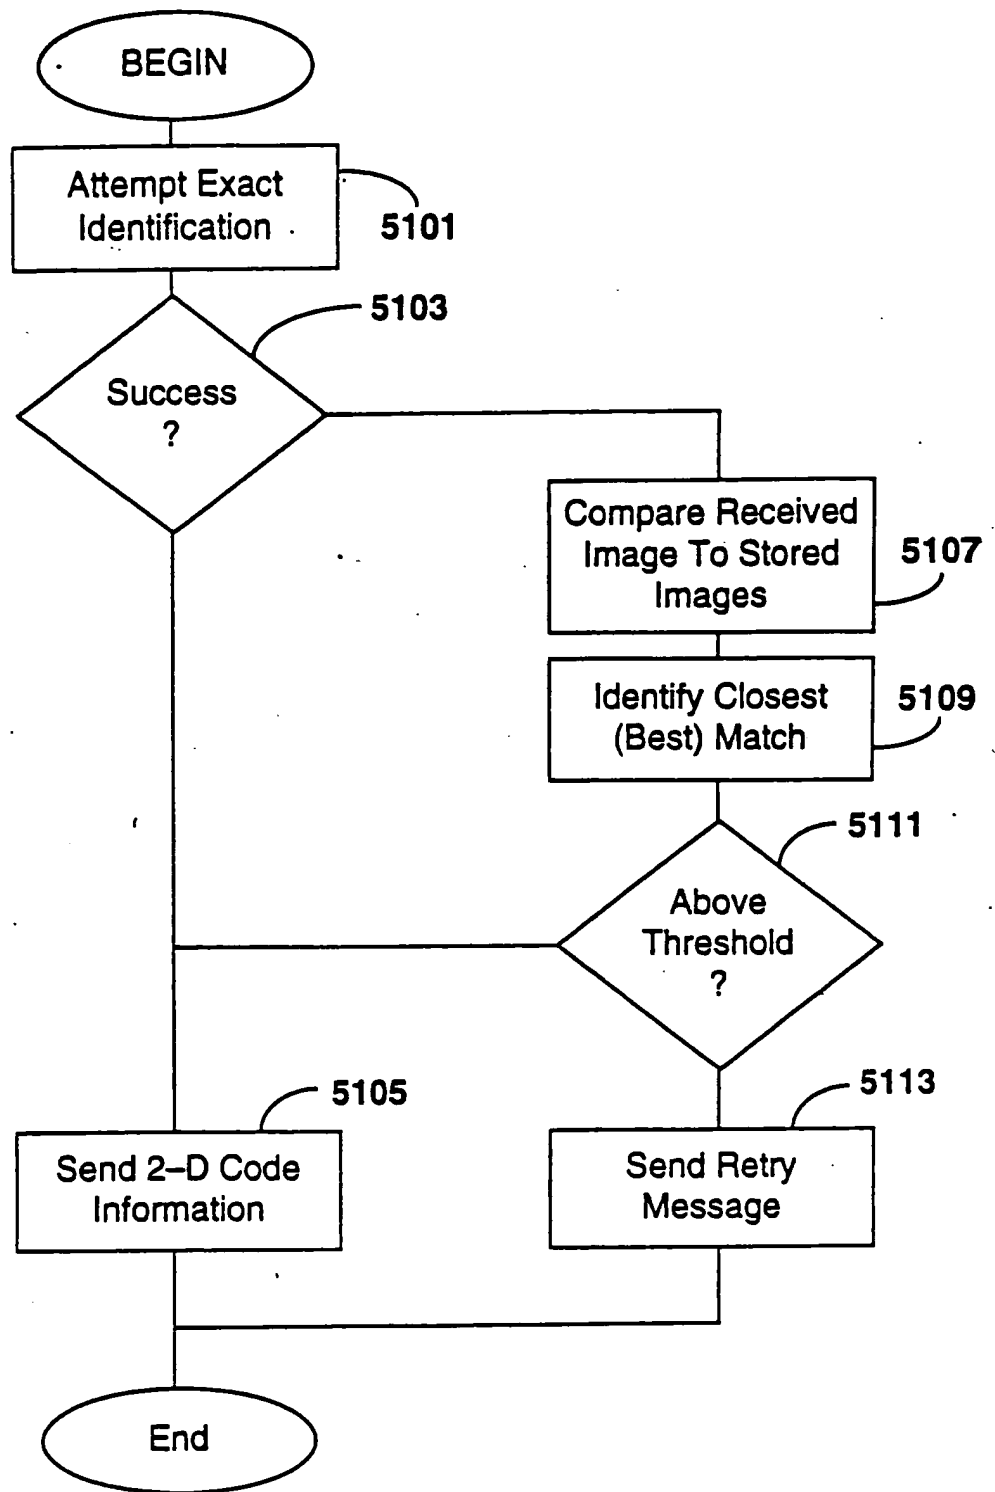 BEGIN
Attempt Exact
Identification
5101
5103
Success
?
Compare Received
Image To Stored
Images
5107
Identify Closest
(Best) Match
5109
5111
Above
Threshold
?
5105
Send 2-D Code
Information
5113
Send Retry
Message
End